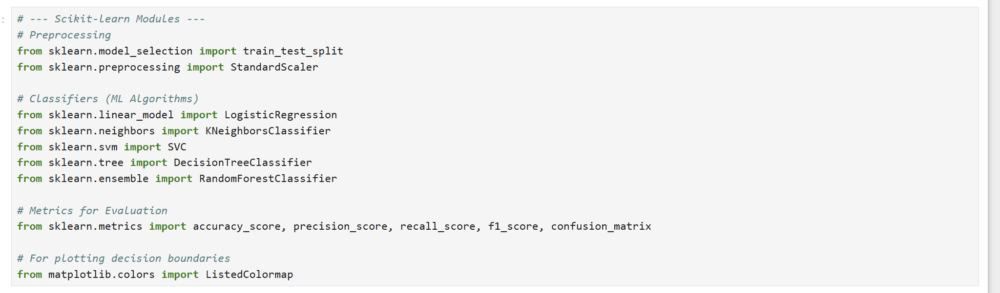 # --- Scikit-learn Modules ---
# Preprocessing
from sklearn.model_selection import train_test_split
from sklearn.preprocessing import StandardScaler
# Classifiers (ML Algorithms)
from sklearn.linear_model import LogisticRegression
from sklearn.neighbors import KNeighborsClassifier
from sklearn.svm import SVC
from sklearn.tree import DecisionTreeClassifier
from sklearn.ensemble import RandomForestClassifier
# Metrics for Evaluation
from sklearn.metrics import accuracy_score, precision_score, recall_score, f1_score, confusion_matrix
# For plotting decision boundaries
from matplotlib.colors import ListedColormap